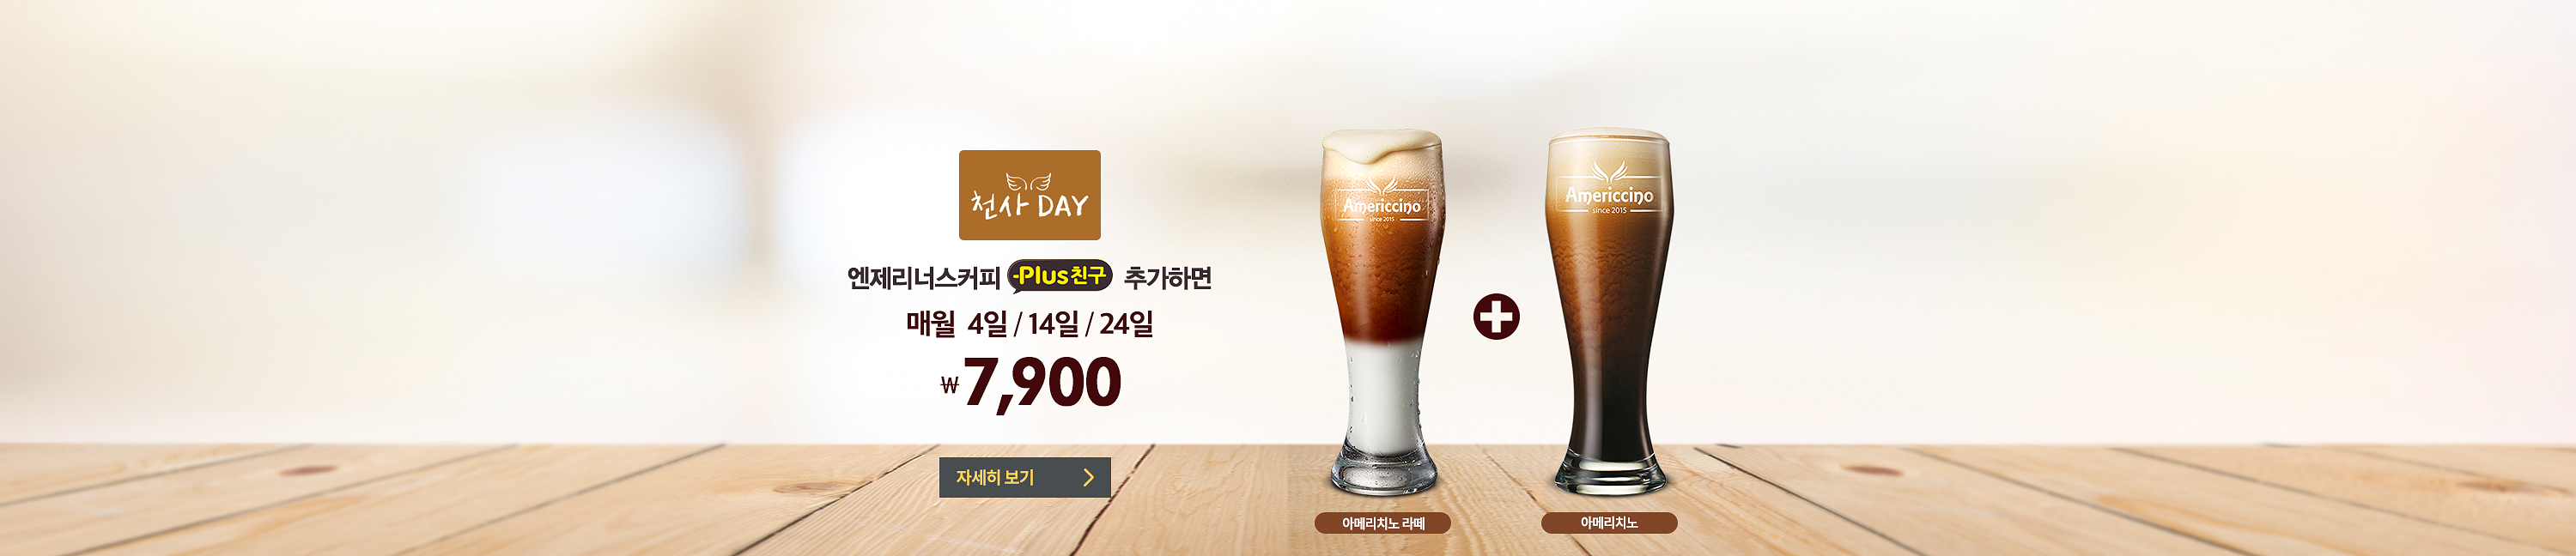 천사 DAY
엔제리너스커피 Plus친구 추가하면
매월 4일 / 14일 / 24일
₩7,900
자세히 보기
Americcino
since 2015
아메리치노 라떼
Americcino
since 2015
아메리치노